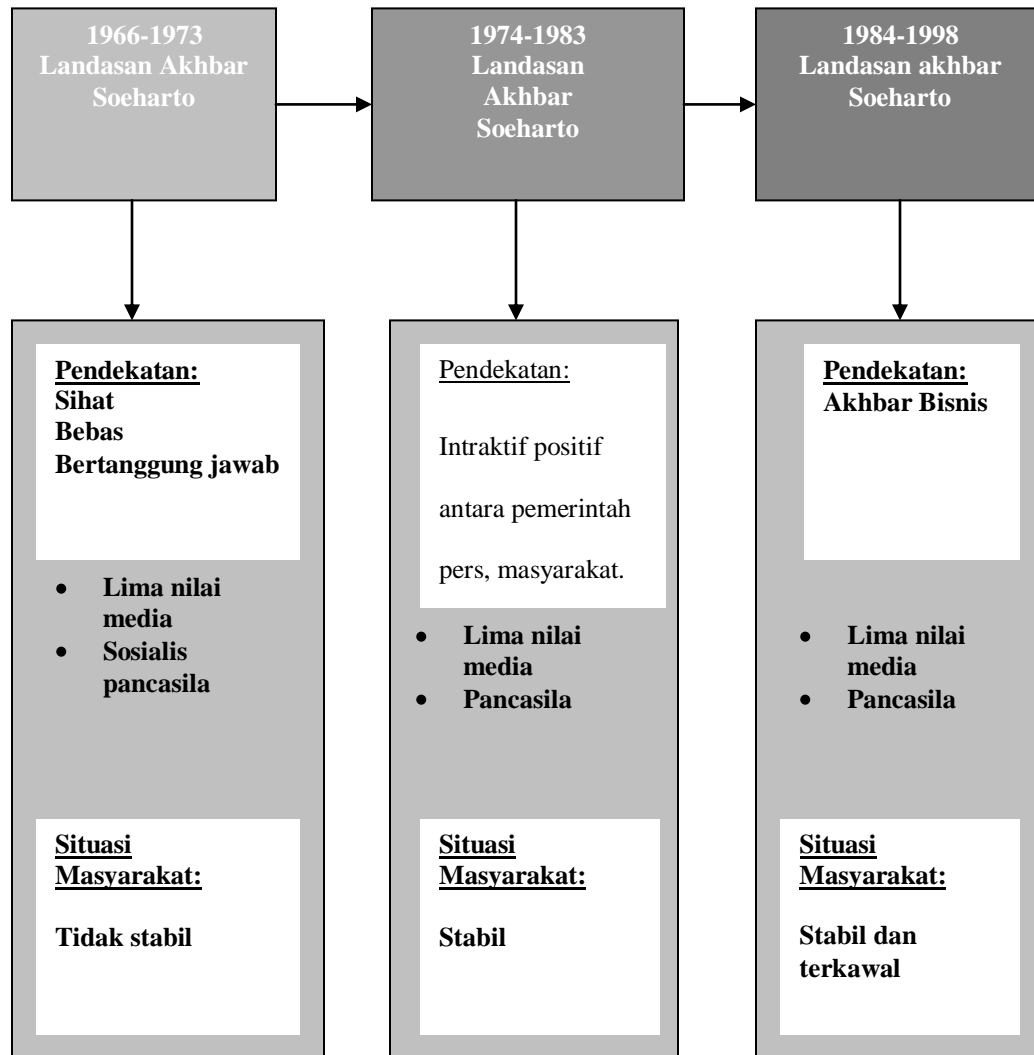 1966-1973
Landasan Akhbar
Soeharto
1974-1983
Landasan
Akhbar
Soeharto
1984-1998
Landasan akhbar
Soeharto
Pendekatan:
Sihat
Bebas
Bertanggung jawab
• Lima nilai
media
• Sosialis
pancasila
Situasi
Masyarakat:
Tidak stabil
Pendekatan:
Intraktif positif
antara pemerintah
pers, masyarakat.
• Lima nilai
media
• Pancasila
Situasi
Masyarakat:
Stabil
Pendekatan:
Akhbar Bisnis
• Lima nilai
media
• Pancasila
Situasi
Masyarakat:
Stabil dan
terkawal